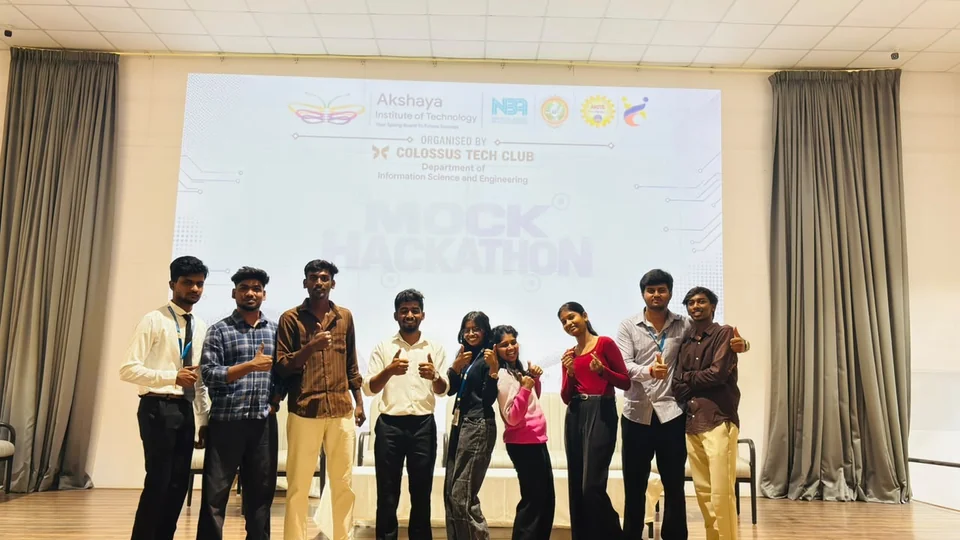 Akshaya
Institute of Technology
NBA
ORGANISED BY
COLOSSUS TECH CLUB
Department of
Information Science and Engineering
MOCK
HACKATHON